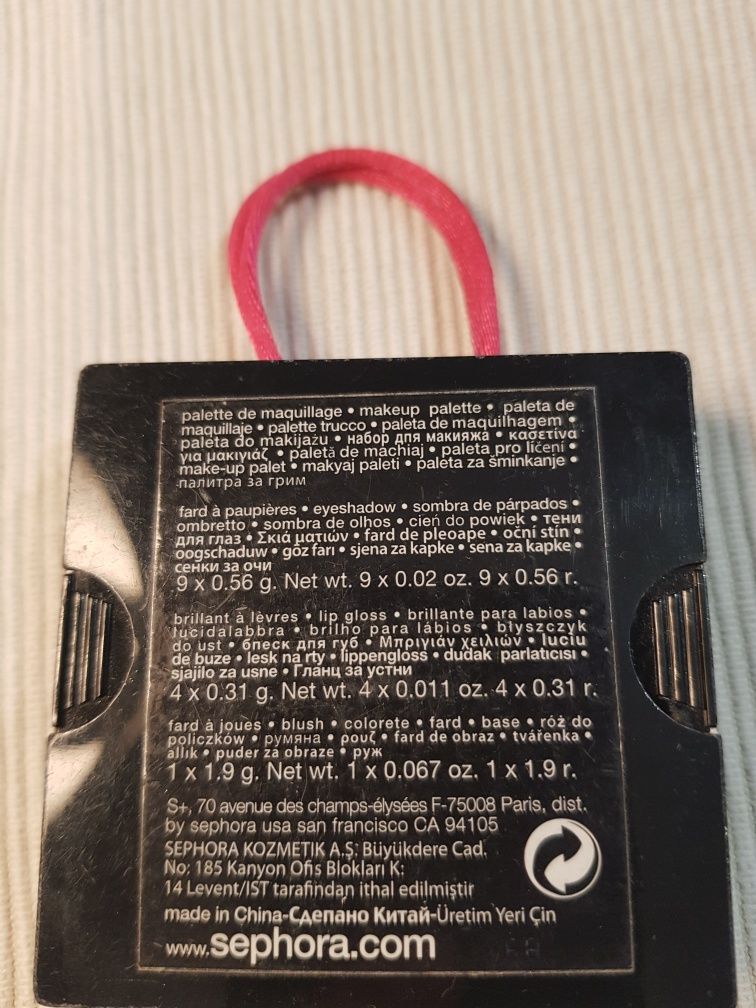 palette de maquillage • makeup palette • paleta de
maquillaje • palette trucco • paleta de maquilhagem •
paleta do makijażu • набор для макияжа • κασετίνα
για μακιγιάζ • paletă de machiaj • paleta pro líčení •
make-up palet • makyaj paleti • paleta za šminkanje •
палитра за грим
fard à paupières • eyeshadow • sombra de párpados •
ombretto • sombra de olhos • cień do powiek • тени
для глаз • Σκιά ματιών • fard de pleoape • oční stín •
oogschaduw • göz farı • sjena za kapke • sena za kapke •
сенки за очи
9 x 0.56 g. Net wt. 9 x 0.02 oz. 9 x 0.56 г.
brillant à lèvres • lip gloss • brillante para labios •
lucidalabbra • brilho para lábios • błyszczyk
do ust • блеск для губ • Μπριγιάν χειλιών • luciu
de buze • lesk na rty • lippengloss • dudak parlatıcısı •
sjajilo za usne • Гланц за устни
4 x 0.31 g. Net wt. 4 x 0.011 oz. 4 x 0.31 г.
fard à joues • blush • colorete • fard • base • róż do
policzków • румяна • ρουζ • fard de obraz • tvářenka •
allık • puder za obraze • руж
1 x 1.9 g. Net wt. 1 x 0.067 oz. 1 x 1.9 г.
S+, 70 avenue des champs-élysées F-75008 Paris, dist.
by sephora usa san francisco CA 94105
SEPHORA KOZMETIK A.Ş. Büyükdere Cad.
No: 185 Kanyon Ofis Blokları K:
14 Levent/IST tarafından ithal edilmiştir
made in China-Сделано Китай-Üretim Yeri Çin
www.sephora.com